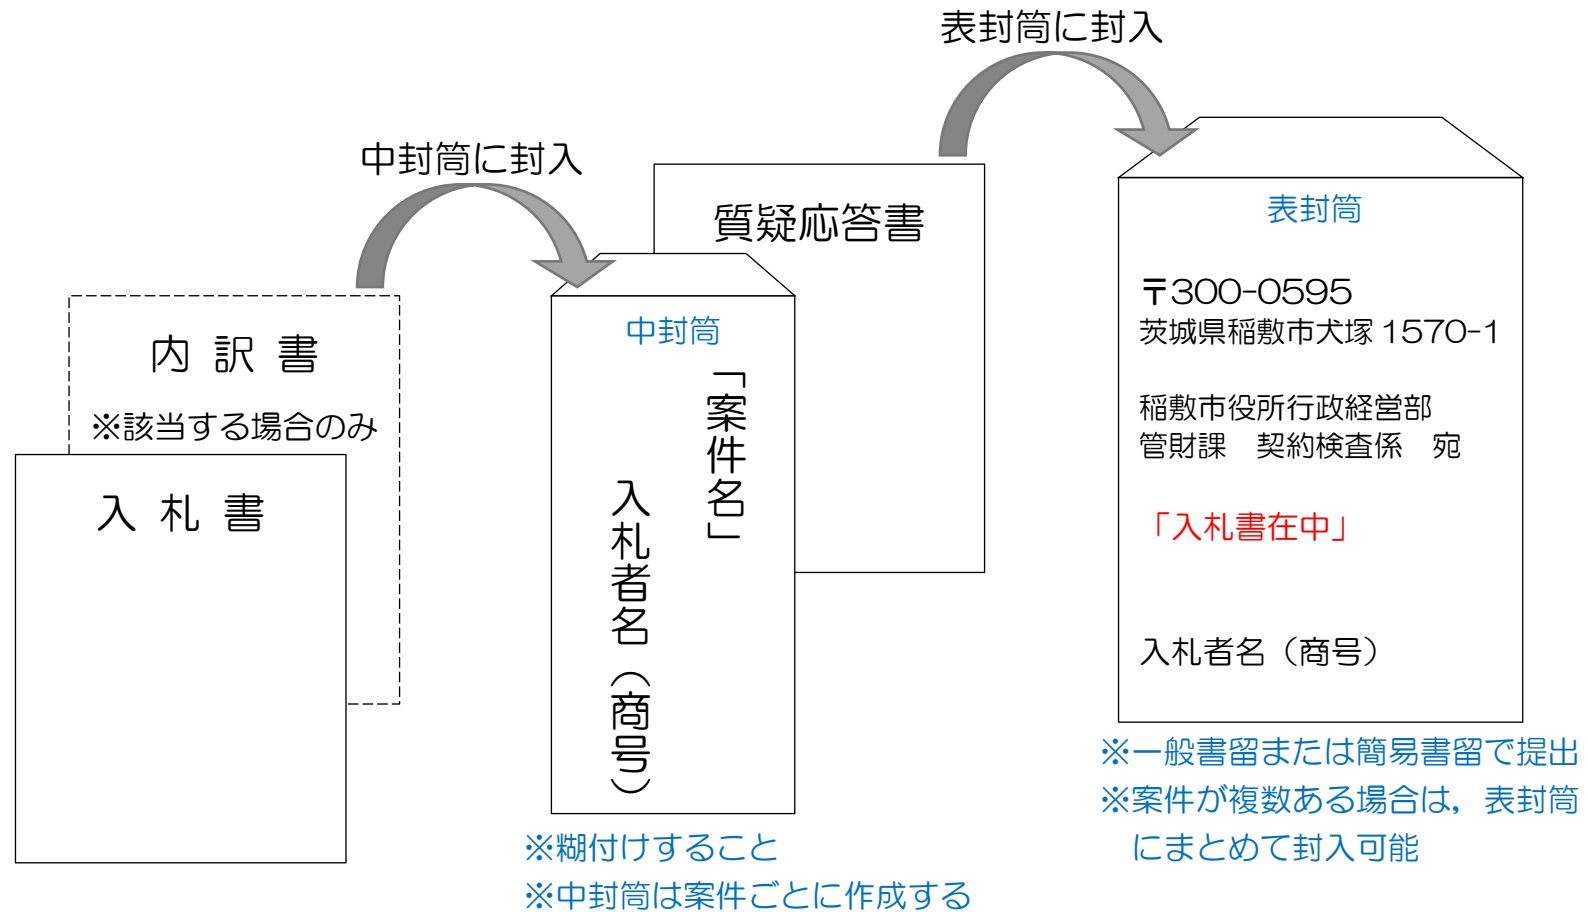 表封筒に封入
中封筒に封入
内 訳 書
※該当する場合のみ
入 札 書
質疑応答書
中封筒
「案件名」
入札者名（商号）
※糊付けすること
※中封筒は案件ごとに作成する
表封筒
〒300-0595
茨城県稲敷市犬塚 1570-1
稲敷市役所行政経営部
管財課　契約検査係　宛
「入札書在中」
入札者名（商号）
※一般書留または簡易書留で提出
※案件が複数ある場合は，表封筒
にまとめて封入可能